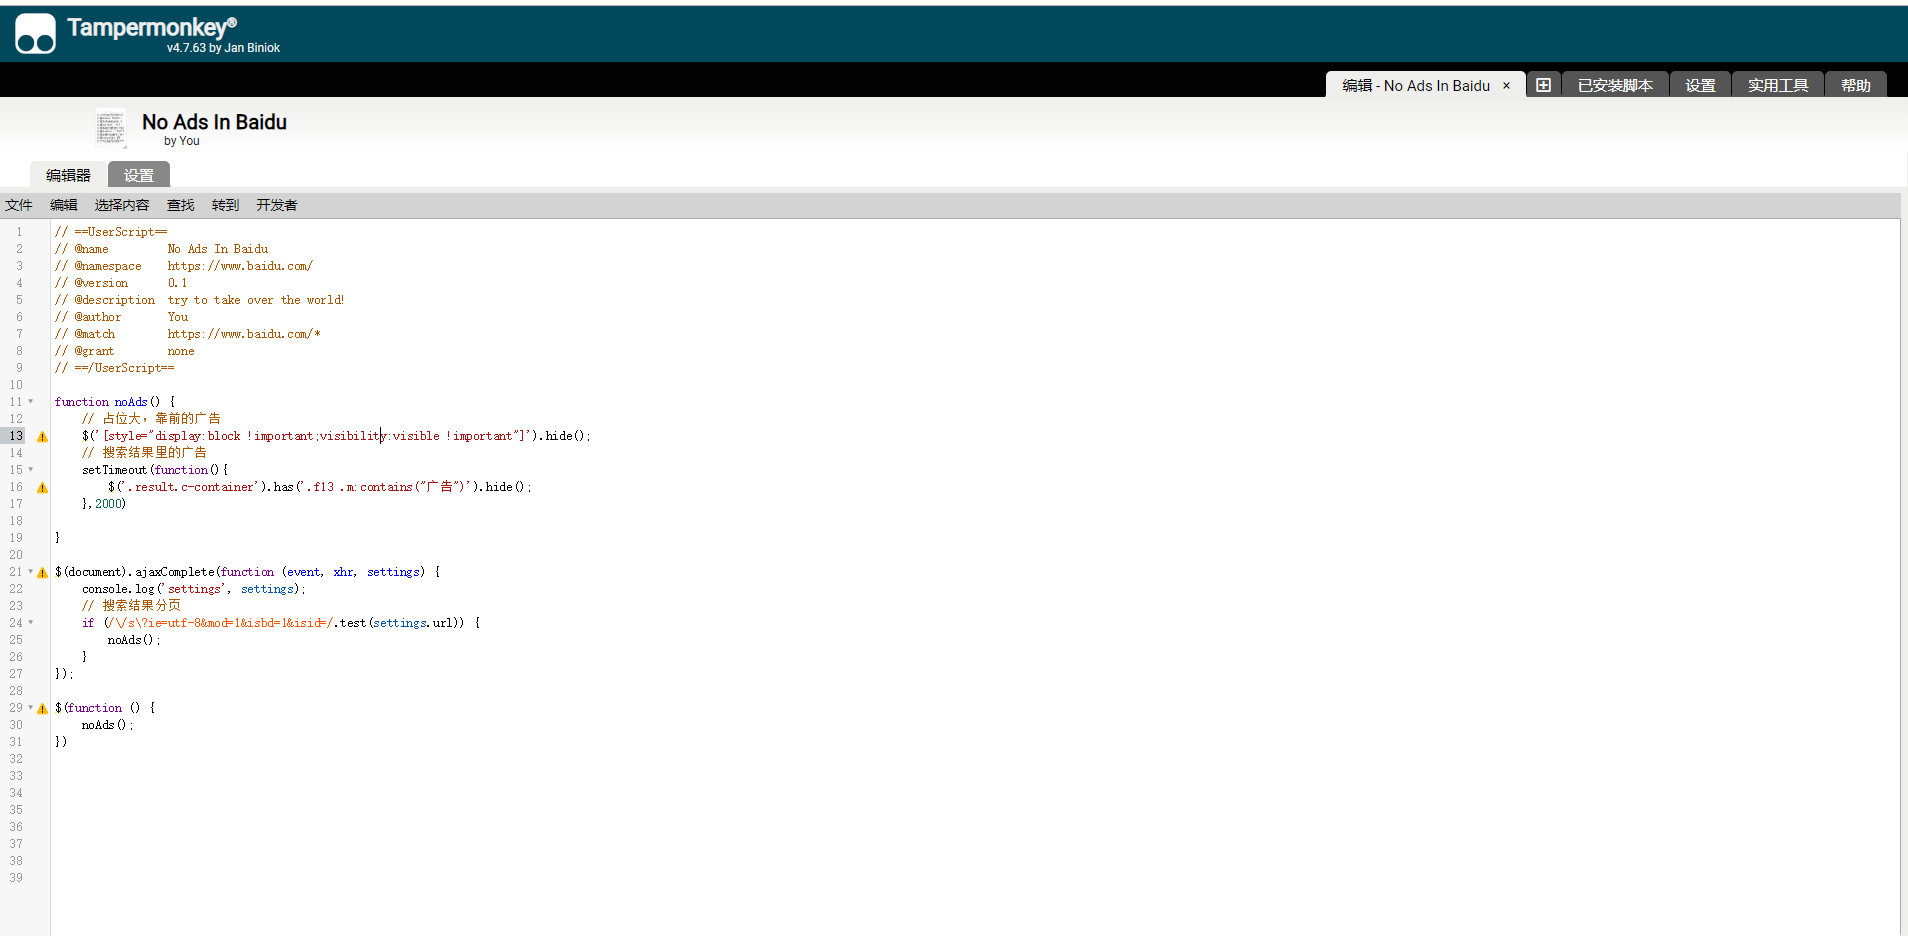 Tampermonkey®
v4.7.63 by Jan Biniok
编辑 - No Ads In Baidu × 已安装脚本 设置 实用工具 帮助
No Ads In Baidu
by You
编辑器 设置
文件 编辑 选择内容 查找 转到 开发者
1 // ==UserScript==
2 // @name No Ads In Baidu
3 // @namespace https://www.baidu.com/
4 // @version 0.1
5 // @description try to take over the world!
6 // @author You
7 // @match https://www.baidu.com/*
8 // @grant none
9 // ==/UserScript==
10
11 function noAds() {
12 // 占位大，靠前的广告
13 $('[style="display:block !important;visibility:visible !important"]').hide();
14 // 搜索结果里的广告
15 setTimeout(function(){
16 $('.result.c-container').has('.f13 .m:contains("广告")').hide();
17 },2000)
18
19 }
20
21 $(document).ajaxComplete(function (event, xhr, settings) {
22 console.log('settings', settings);
23 // 搜索结果分页
24 if (/\/s\?ie=utf-8&mod=1&isbd=1&isid=/.test(settings.url)) {
25 noAds();
26 }
27 });
28
29 $(function () {
30 noAds();
31 })
32
33
34
35
36
37
38
39